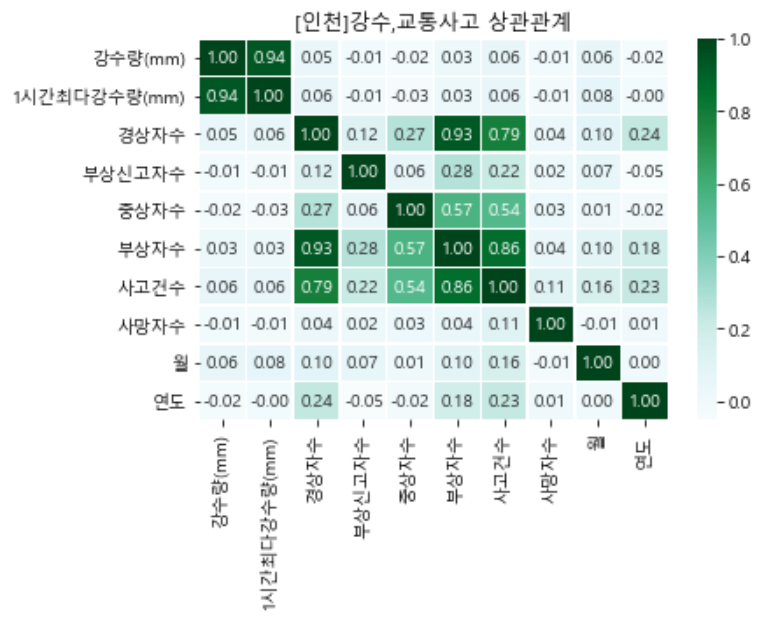 [인천]강수,교통사고 상관관계
강수량(mm) 1.00 0.94 0.05 -0.01 -0.02 0.03 0.06 -0.01 0.06 -0.02
1시간최다강수량(mm) 0.94 1.00 0.06 -0.01 -0.03 0.03 0.06 -0.01 0.08 -0.00
경상자수 0.05 0.06 1.00 0.12 0.27 0.93 0.79 0.04 0.10 0.24
부상신고자수 -0.01 -0.01 0.12 1.00 0.06 0.28 0.22 0.02 0.07 -0.05
중상자수 -0.02 -0.03 0.27 0.06 1.00 0.57 0.54 0.03 0.01 -0.02
부상자수 0.03 0.03 0.93 0.28 0.57 1.00 0.86 0.04 0.10 0.18
사고건수 0.06 0.06 0.79 0.22 0.54 0.86 1.00 0.11 0.16 0.23
사망자수 -0.01 -0.01 0.04 0.02 0.03 0.04 0.11 1.00 -0.01 0.01
월 0.06 0.08 0.10 0.07 0.01 0.10 0.16 -0.01 1.00 0.00
연도 -0.02 -0.00 0.24 -0.05 -0.02 0.18 0.23 0.01 0.00 1.00
강수량(mm)
1시간최다강수량(mm)
경상자수
부상신고자수
중상자수
부상자수
사고건수
사망자수
월
연도
1.0
0.8
0.6
0.4
0.2
0.0